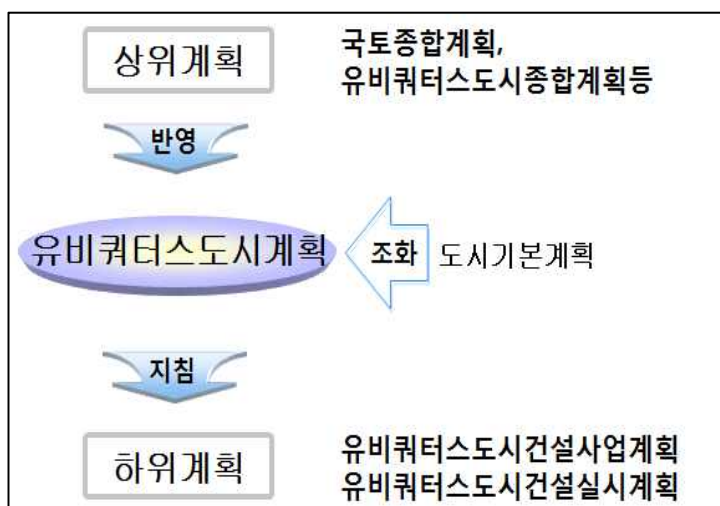 상위계획
국토종합계획,
유비쿼터스도시종합계획등
반영
유비쿼터스도시계획
조화
도시기본계획
지침
하위계획
유비쿼터스도시건설사업계획
유비쿼터스도시건설실시계획